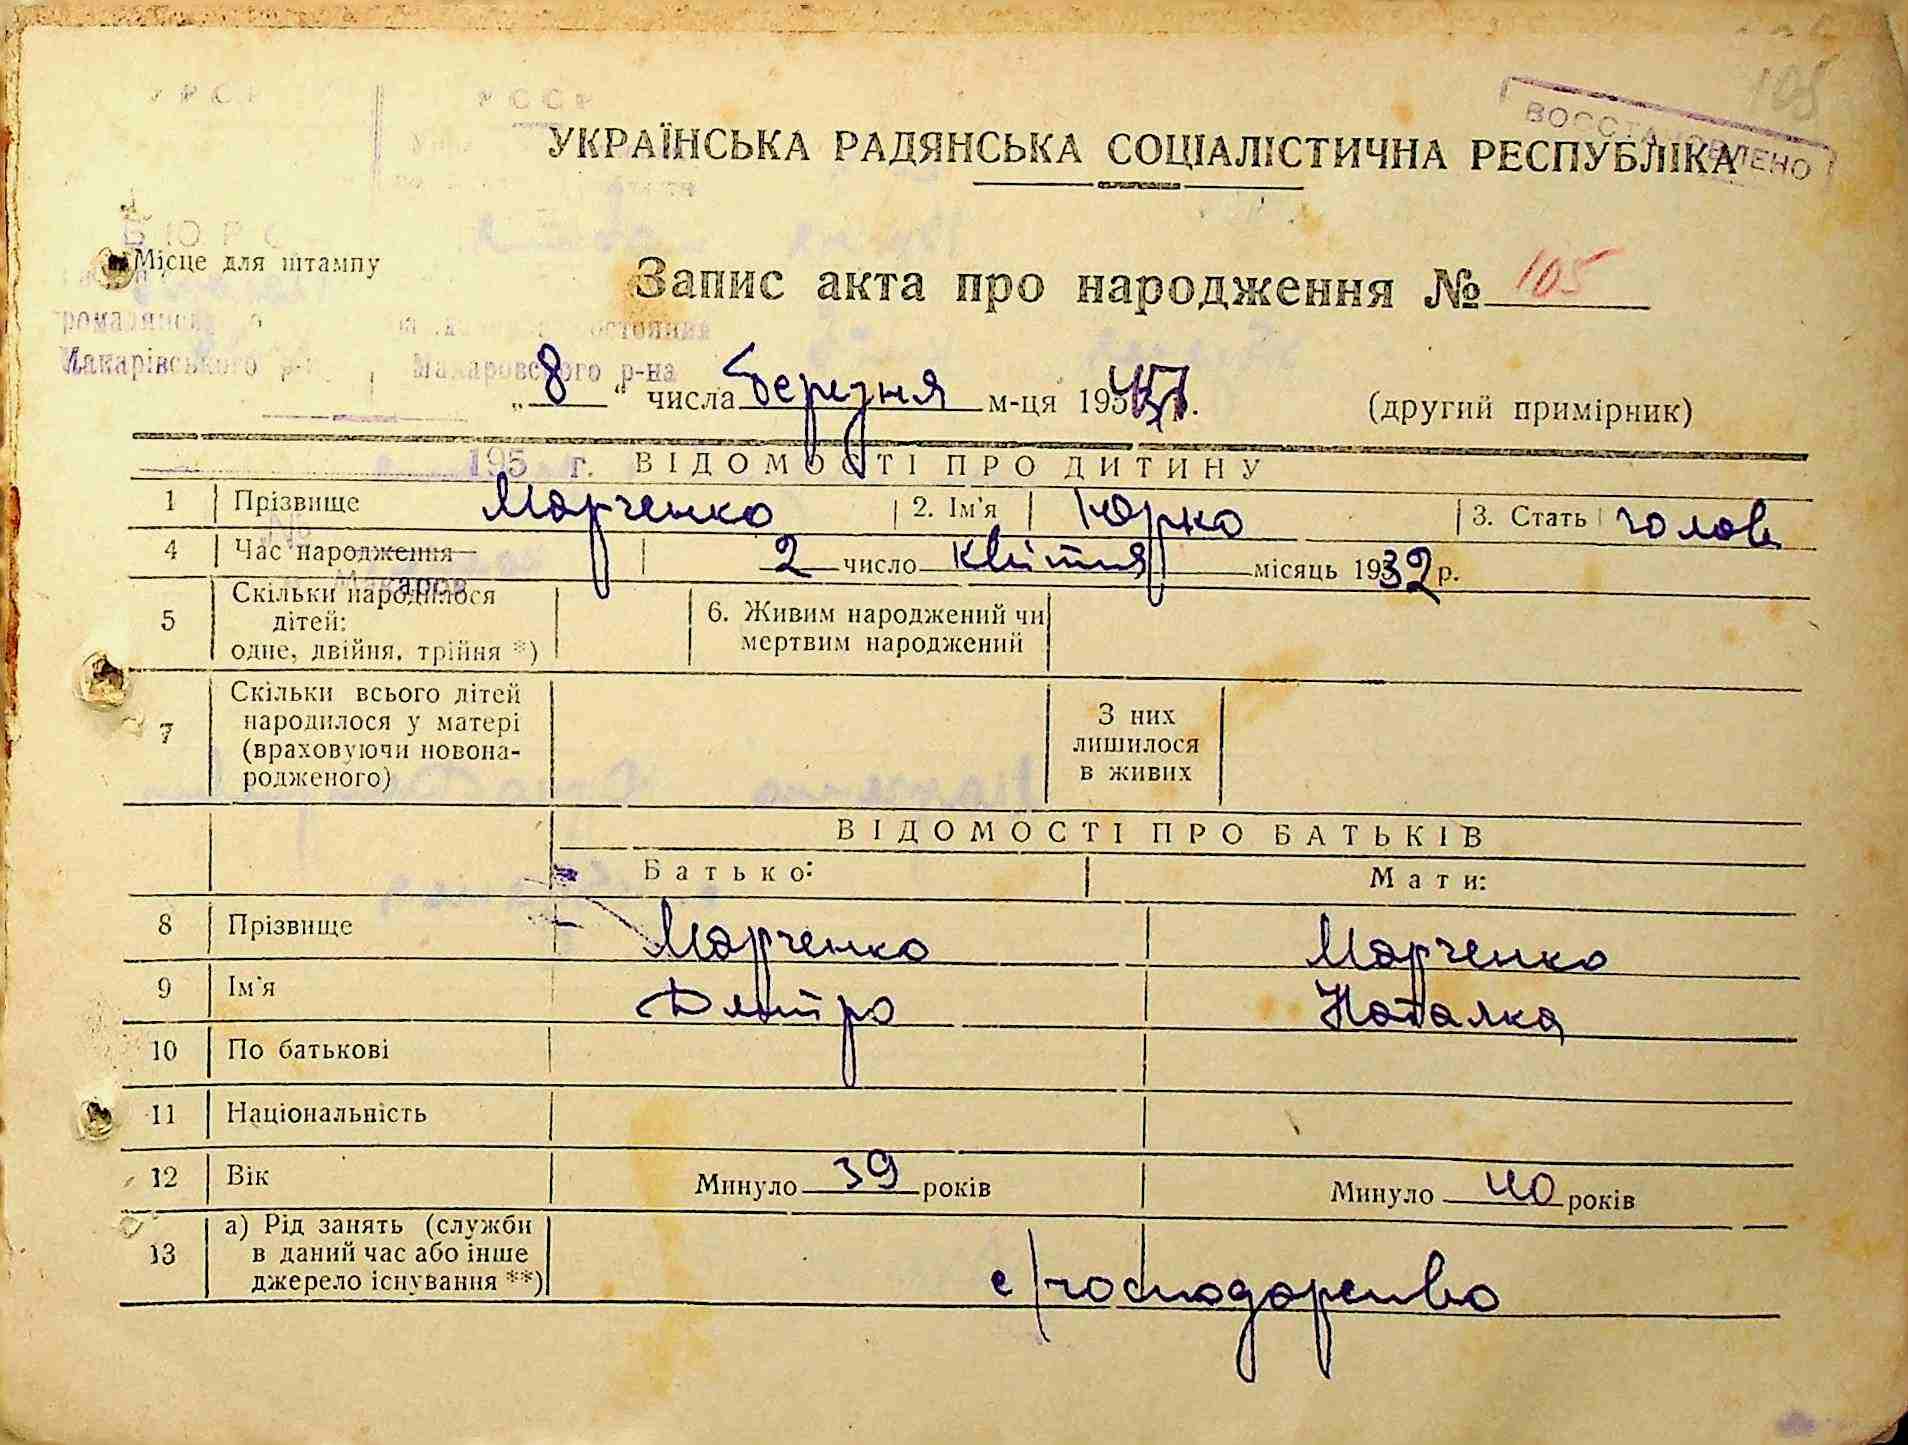 105
ВОССТАНОВЛЕНО
УКРАЇНСЬКА РАДЯНСЬКА СОЦІАЛІСТИЧНА РЕСПУБЛІКА
БЮРО
Місце для штампу
Запис акта про народження № 105
Макарівського р-н Макаровского р-на
„8“ числа березня м-ця 195
(другий примірник)
195 г. ВІДОМОСТІ ПРО ДИТИНУ
1 Прізвище Марченко 2. Ім'я Юрко 3. Стать чолов
4 Час народження 2 число квітня місяць 1932 р.
Макаров
5 Скільки народилося дітей: одне, двійня, трійня *) 6. Живим народжений чи мертвим народжений
7 Скільки всього дітей народилося у матері (враховуючи новонародженого) З них лишилося в живих
ВІДОМОСТІ ПРО БАТЬКІВ
Батько: Мати:
8 Прізвище Марченко Марченко
9 Ім'я Дмитро Наталка
10 По батькові
11 Національність
12 Вік Минуло 39 років Минуло 40 років
13 а) Рід занять (служби в даний час або інше джерело існування **) с/господарство